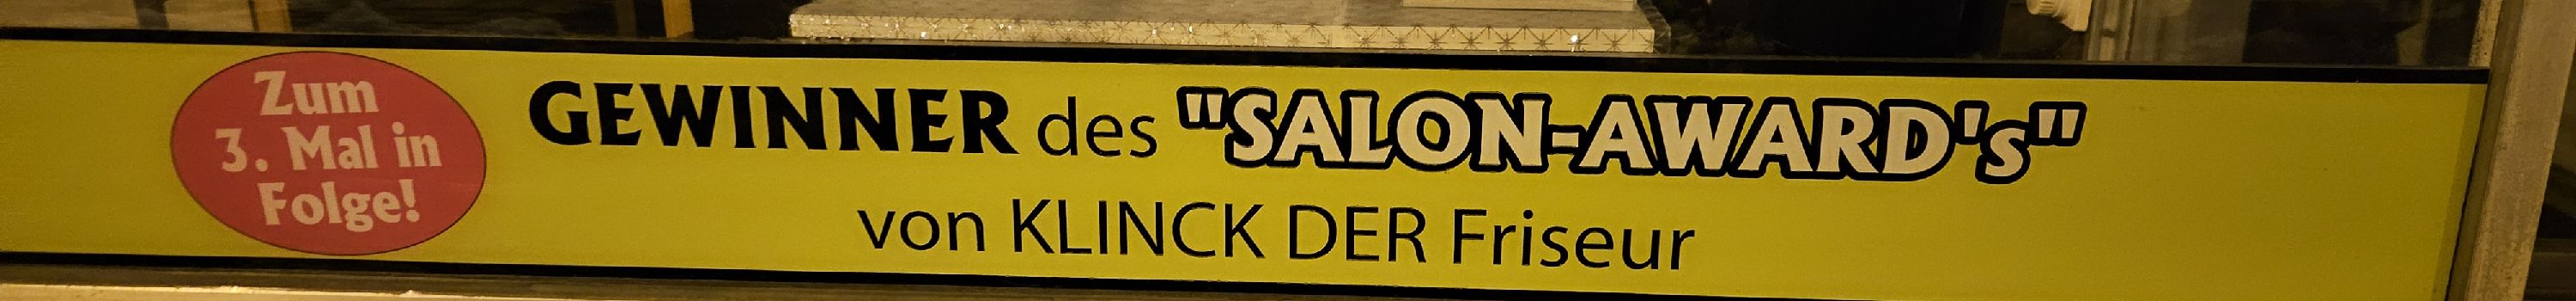 Zum
3. Mal in
Folge!
GEWINNER des "SALON-AWARD's"
von KLINCK DER Friseur